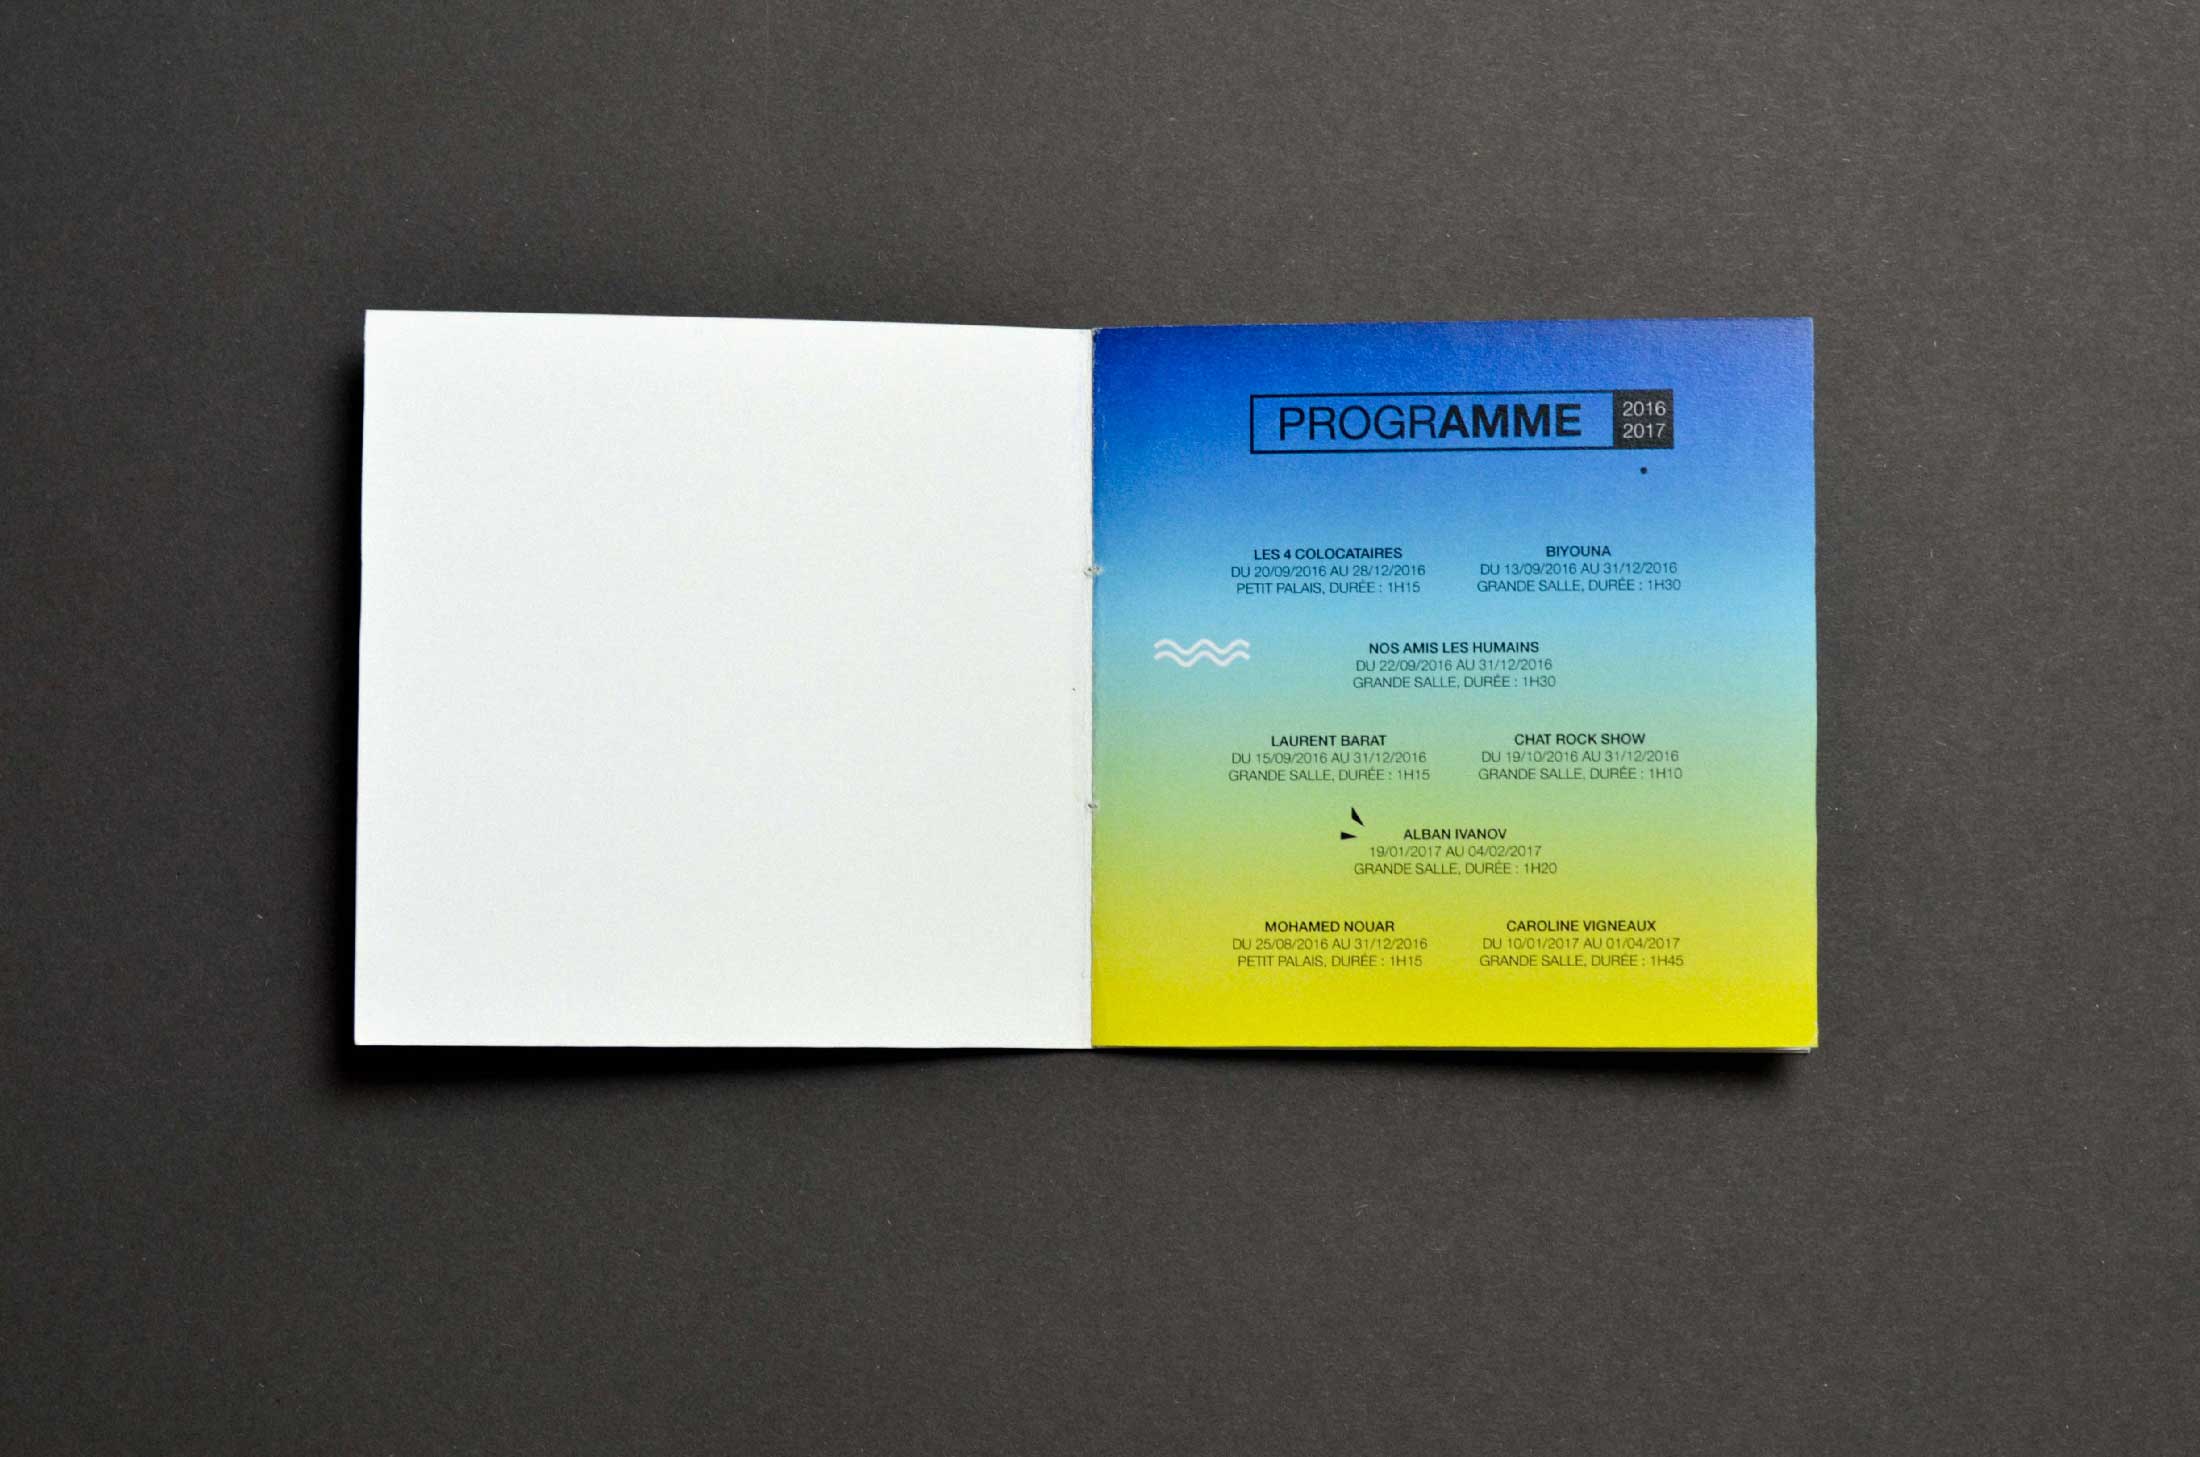 PROGRAMME
2016
2017
LES 4 COLOCATAIRES
DU 20/09/2016 AU 28/12/2016
PETIT PALAIS, DURÉE : 1H15
BIYOUNA
DU 13/09/2016 AU 31/12/2016
GRANDE SALLE, DURÉE : 1H30
NOS AMIS LES HUMAINS
DU 22/09/2016 AU 31/12/2016
GRANDE SALLE, DURÉE : 1H30
LAURENT BARAT
DU 15/09/2016 AU 31/12/2016
GRANDE SALLE, DURÉE : 1H15
CHAT ROCK SHOW
DU 19/10/2016 AU 31/12/2016
GRANDE SALLE, DURÉE : 1H10
ALBAN IVANOV
19/01/2017 AU 04/02/2017
GRANDE SALLE, DURÉE : 1H20
MOHAMED NOUAR
DU 25/08/2016 AU 31/12/2016
PETIT PALAIS, DURÉE : 1H15
CAROLINE VIGNEAUX
DU 10/01/2017 AU 01/04/2017
GRANDE SALLE, DURÉE : 1H45